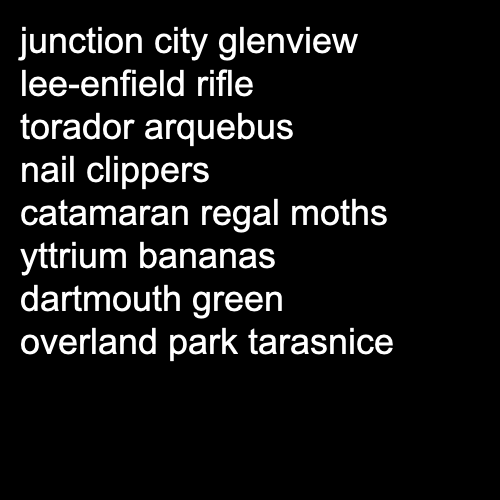 junction city glenview
lee-enfield rifle
torador arquebus
nail clippers
catamaran regal moths
yttrium bananas
dartmouth green
overland park tarasnice